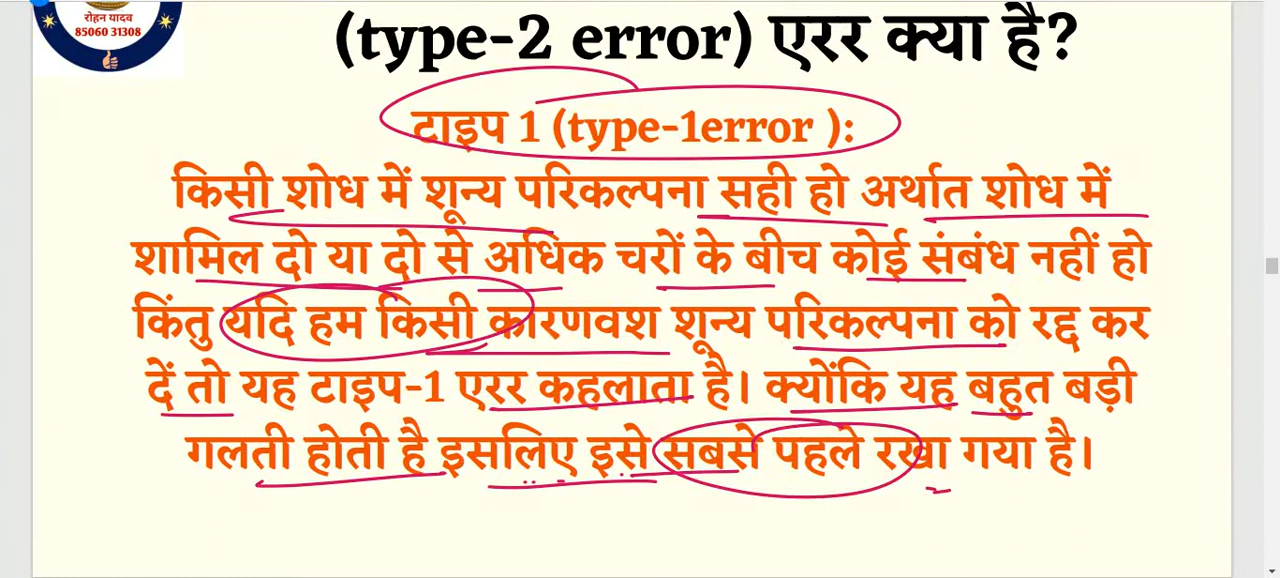 रोहन यादव
85060 31308
(type-2 error) एरर क्या है?
टाइप 1 (type-1error ):
किसी शोध में शून्य परिकल्पना सही हो अर्थात शोध में
शामिल दो या दो से अधिक चरों के बीच कोई संबंध नहीं हो
किंतु यदि हम किसी कारणवश शून्य परिकल्पना को रद्द कर
दें तो यह टाइप-1 एरर कहलाता है। क्योंकि यह बहुत बड़ी
गलती होती है इसलिए इसे सबसे पहले रखा गया है।